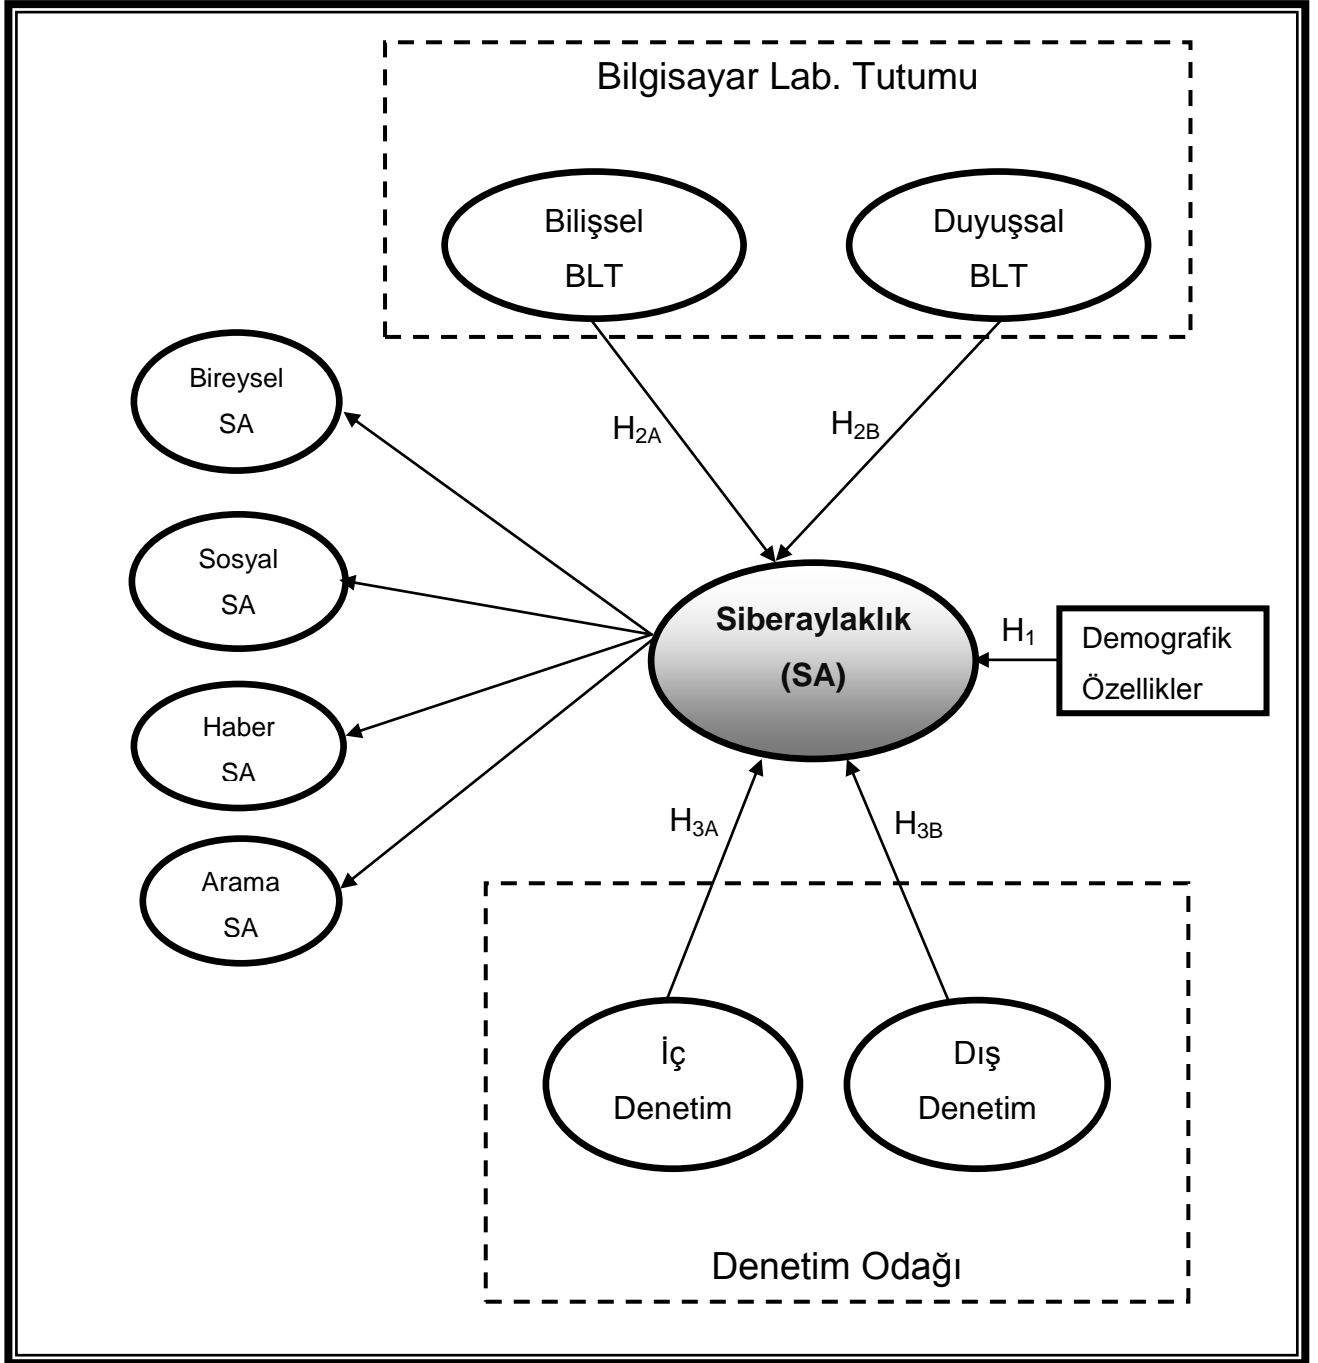 Bilgisayar Lab. Tutumu
Bilişsel
BLT
Duyuşsal
BLT
Bireysel
SA
H2A
H2B
Sosyal
SA
Siberaylaklık
(SA)
H1
Demografik
Özellikler
Haber
SA
H3A
H3B
Arama
SA
İç
Denetim
Dış
Denetim
Denetim Odağı